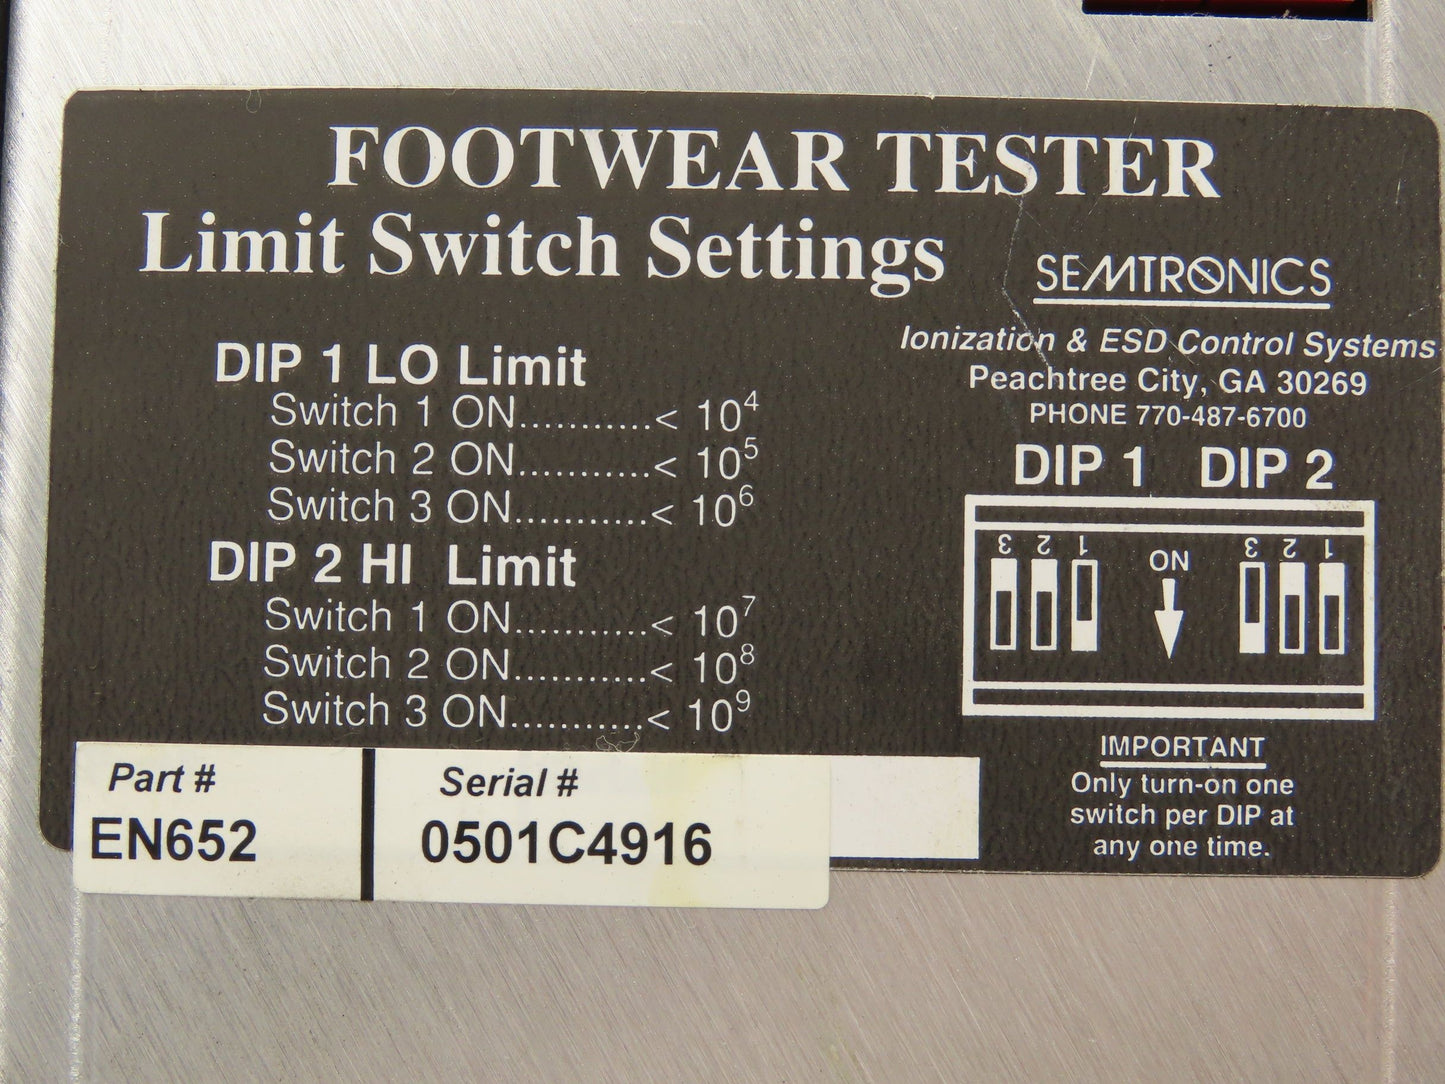 FOOTWEAR TESTER
Limit Switch Settings
SEMTRONICS
Ionization & ESD Control Systems
Peachtree City, GA 30269
PHONE 770-487-6700
DIP 1 LO Limit
Switch 1 ON............< 10⁴
Switch 2 ON............< 10⁵
Switch 3 ON............< 10⁶
DIP 2 HI Limit
Switch 1 ON............< 10⁷
Switch 2 ON............< 10⁸
Switch 3 ON............< 10⁹
DIP 1 DIP 2
3 2 1 ON 3 2 1
IMPORTANT
Only turn-on one
switch per DIP at
any one time.
Part # Serial #
EN652 0501C4916